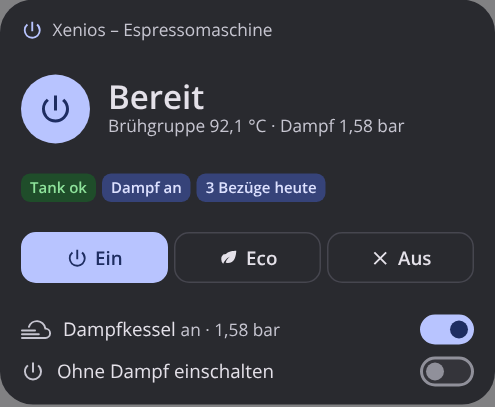 Xenios – Espressomaschine
Bereit
Brühgruppe 92,1 °C · Dampf 1,58 bar
Tank ok Dampf an 3 Bezüge heute
Ein Eco Aus
Dampfkessel an · 1,58 bar
Ohne Dampf einschalten